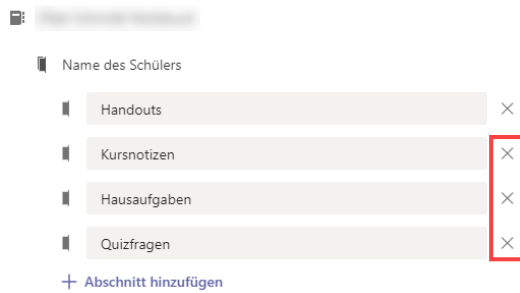 Name des Schülers
Handouts
Kursnotizen
Hausaufgaben
Quizfragen
Abschnitt hinzufügen